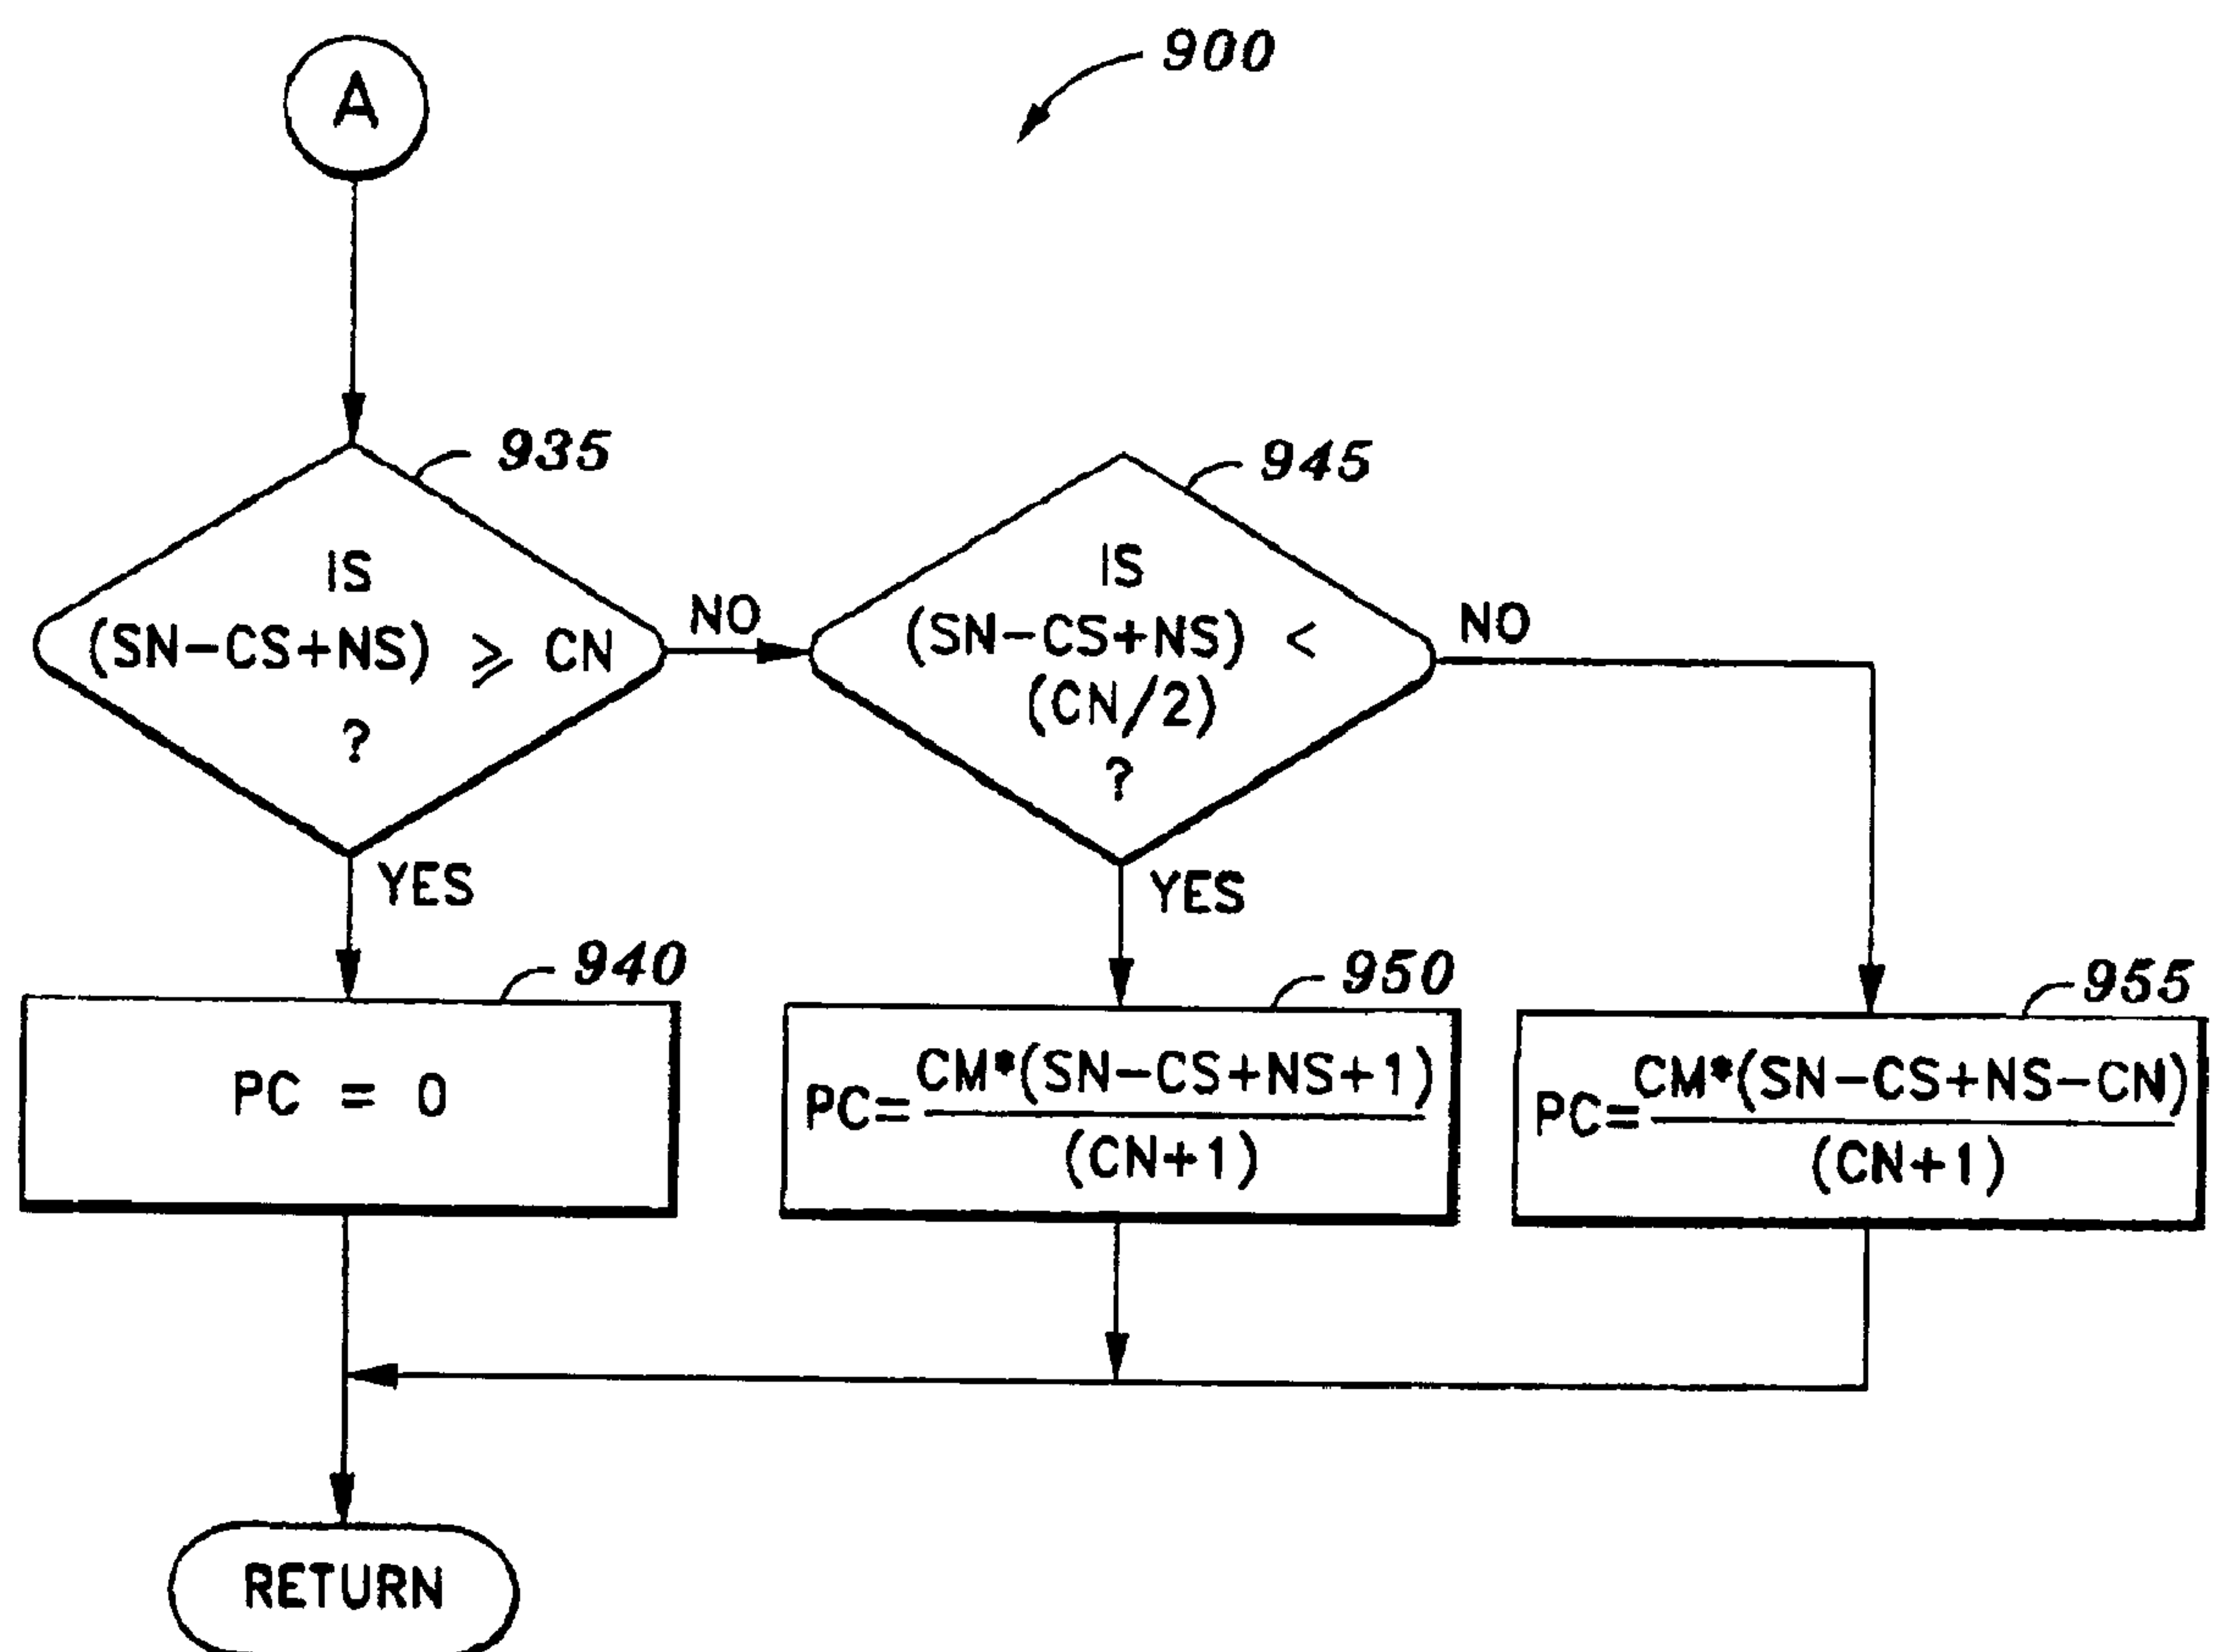 900
A
935
IS
(SN-CS+NS) ⩾ CN
?
NO
YES
945
IS
(SN-CS+NS) <
(CN/2)
?
NO
YES
940
PC = 0
950
PC=CM*(SN-CS+NS+1)
(CN+1)
955
PC=CM*(SN-CS+NS-CN)
(CN+1)
RETURN